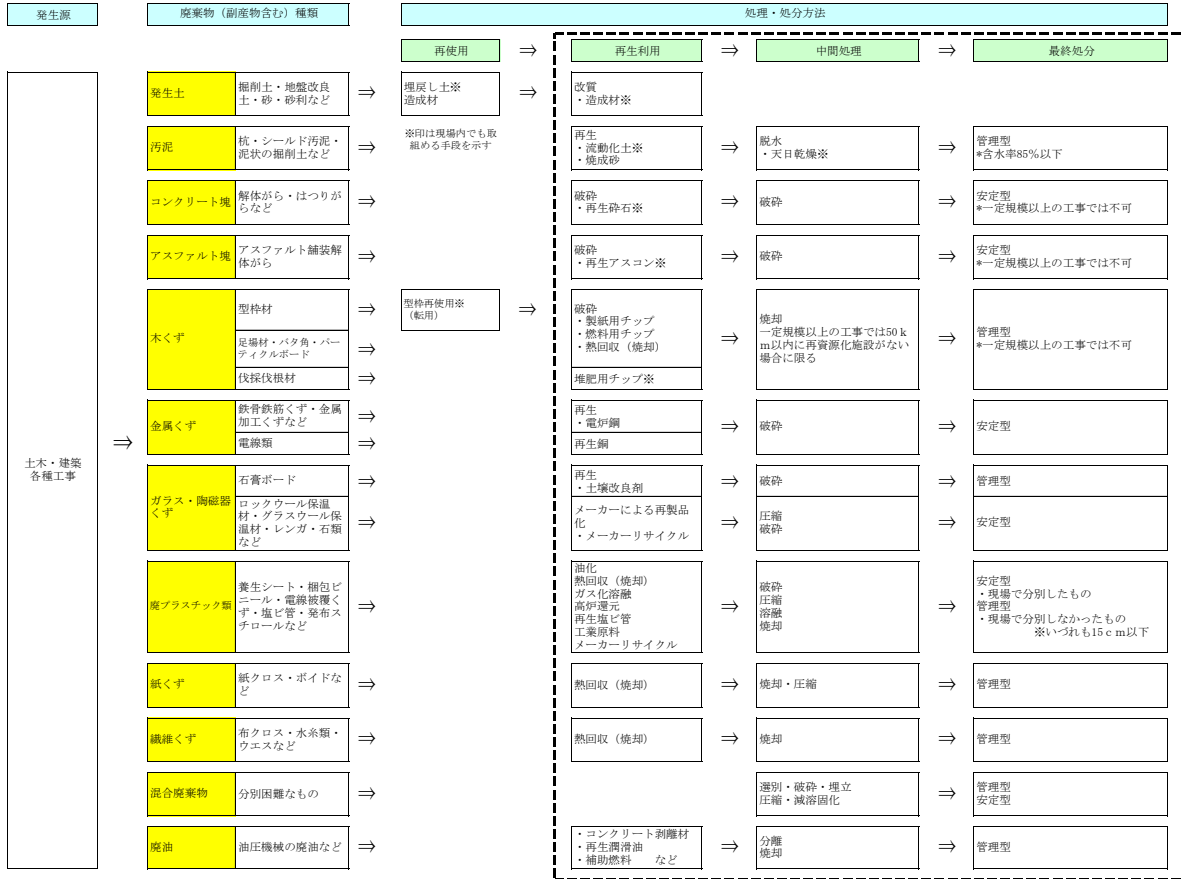 発生源
廃棄物（副産物含む）種類
処理・処分方法
再使用
⇒
再生利用
⇒
中間処理
⇒
最終処分
土木・建築
各種工事
⇒
発生土
掘削土・地盤改良
土・砂・砂利など
⇒
埋戻し土※
造成材
⇒
改質
・造成材※
※印は現場内でも取
組める手段を示す
汚泥
杭・シールド汚泥・
泥状の掘削土など
⇒
再生
・流動化土※
・焼成砂
⇒
脱水
・天日乾燥※
⇒
管理型
*含水率85%以下
コンクリート塊
解体がら・はつりが
らなど
⇒
破砕
・再生砕石※
⇒
破砕
⇒
安定型
*一定規模以上の工事では不可
アスファルト塊
アスファルト舗装解
体がら
⇒
破砕
・再生アスコン※
⇒
破砕
⇒
安定型
*一定規模以上の工事では不可
木くず
型枠材
⇒
型枠再使用※
（転用）
⇒
足場材・バタ角・パー
ティクルボード
⇒
伐採伐根材
⇒
破砕
・製紙用チップ
・燃料用チップ
・熱回収（焼却）
堆肥用チップ※
⇒
焼却
一定規模以上の工事では50ｋ
ｍ以内に再資源化施設がない
場合に限る
⇒
管理型
*一定規模以上の工事では不可
金属くず
鉄骨鉄筋くず・金属
加工くずなど
⇒
電線類
⇒
再生
・電炉鋼
再生銅
⇒
破砕
⇒
安定型
ガラス・陶磁器
くず
石膏ボード
⇒
再生
・土壌改良剤
⇒
破砕
⇒
管理型
ロックウール保温
材・グラスウール保
温材・レンガ・石類
など
⇒
メーカーによる再製品
化
・メーカーリサイクル
⇒
圧縮
破砕
⇒
安定型
廃プラスチック類
養生シート・梱包ビ
ニール・電線被覆く
ず・塩ビ管・発布ス
チロールなど
⇒
油化
熱回収（焼却）
ガス化溶融
高炉還元
再生塩ビ管
工業原料
メーカーリサイクル
⇒
破砕
圧縮
溶融
焼却
⇒
安定型
・現場で分別したもの
管理型
・現場で分別しなかったもの
※いづれも15ｃｍ以下
紙くず
紙クロス・ボイドな
ど
⇒
熱回収（焼却）
⇒
焼却・圧縮
⇒
管理型
繊維くず
布クロス・水糸類・
ウエスなど
⇒
熱回収（焼却）
⇒
焼却
⇒
管理型
混合廃棄物
分別困難なもの
⇒
選別・破砕・埋立
圧縮・減溶固化
⇒
管理型
安定型
廃油
油圧機械の廃油など
⇒
・コンクリート剥離材
・再生潤滑油
・補助燃料　　など
⇒
分離
焼却
⇒
管理型